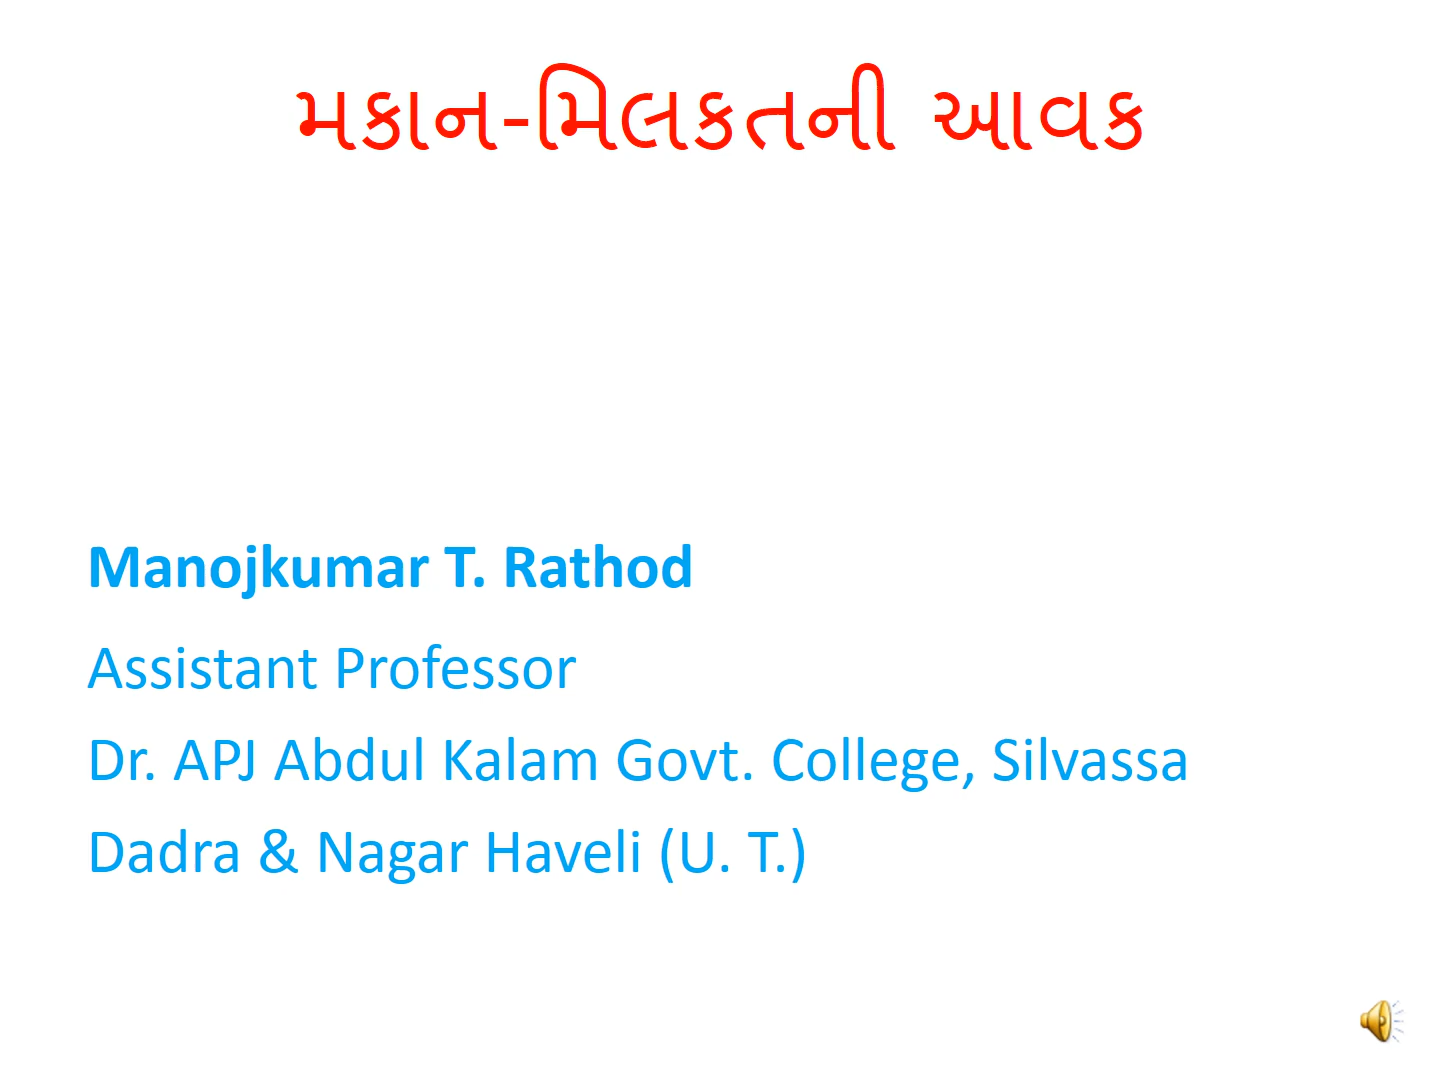 મકાન-મિલકતની આવક
Manojkumar T. Rathod
Assistant Professor
Dr. APJ Abdul Kalam Govt. College, Silvassa
Dadra & Nagar Haveli (U. T.)